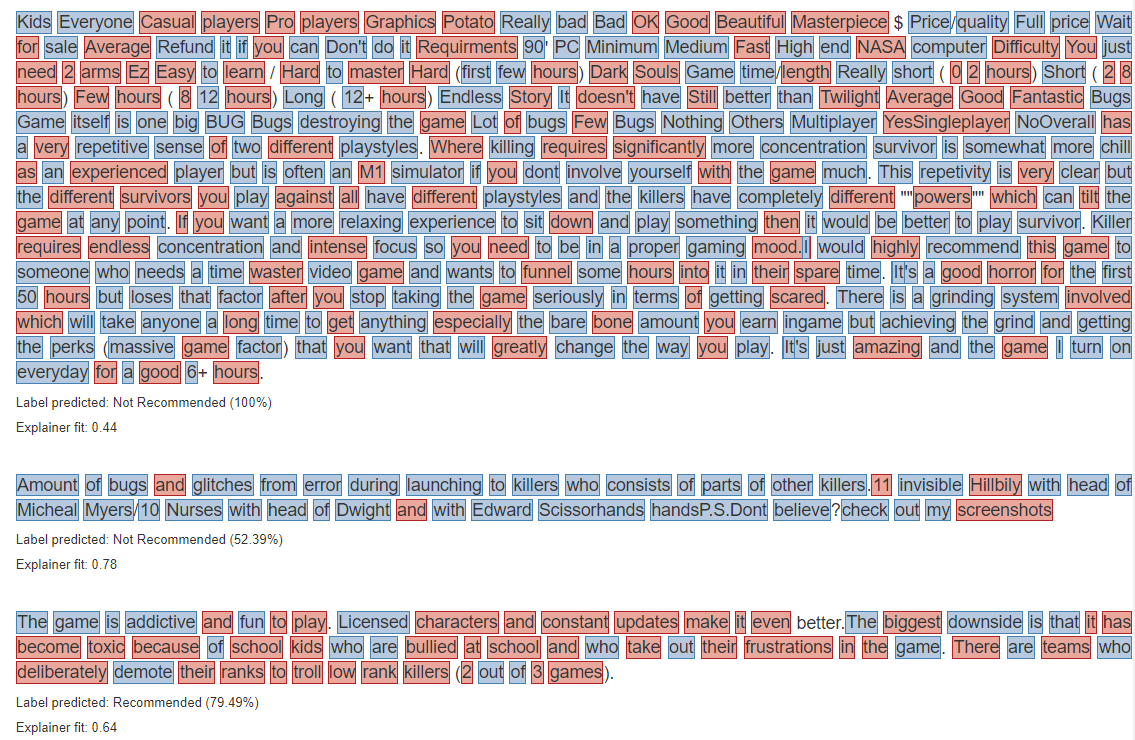 Kids Everyone Casual players Pro players Graphics Potato Really bad Bad OK Good Beautiful Masterpiece $ Price/quality Full price Wait
for sale Average Refund it if you can Don't do it Requirments 90' PC Minimum Medium Fast High end NASA computer Difficulty You just
need 2 arms Ez Easy to learn / Hard to master Hard (first few hours) Dark Souls Game time/length Really short ( 0 2 hours) Short ( 2 8
hours) Few hours ( 8 12 hours) Long ( 12+ hours) Endless Story It doesn't have Still better than Twilight Average Good Fantastic Bugs
Game itself is one big BUG Bugs destroying the game Lot of bugs Few Bugs Nothing Others Multiplayer YesSingleplayer NoOverall has
a very repetitive sense of two different playstyles. Where killing requires significantly more concentration survivor is somewhat more chill
as an experienced player but is often an M1 simulator if you dont involve yourself with the game much. This repetivity is very clear but
the different survivors you play against all have different playstyles and the killers have completely different ""powers"" which can tilt the
game at any point. If you want a more relaxing experience to sit down and play something then it would be better to play survivor. Killer
requires endless concentration and intense focus so you need to be in a proper gaming mood.I would highly recommend this game to
someone who needs a time waster video game and wants to funnel some hours into it in their spare time. It's a good horror for the first
50 hours but loses that factor after you stop taking the game seriously in terms of getting scared. There is a grinding system involved
which will take anyone a long time to get anything especially the bare bone amount you earn ingame but achieving the grind and getting
the perks (massive game factor) that you want that will greatly change the way you play. It's just amazing and the game I turn on
everyday for a good 6+ hours.
Label predicted: Not Recommended (100%)
Explainer fit: 0.44
Amount of bugs and glitches from error during launching to killers who consists of parts of other killers.11 invisible Hillbily with head of
Micheal Myers/10 Nurses with head of Dwight and with Edward Scissorhands handsP.S.Dont believe?check out my screenshots
Label predicted: Not Recommended (52.39%)
Explainer fit: 0.78
The game is addictive and fun to play. Licensed characters and constant updates make it even better.The biggest downside is that it has
become toxic because of school kids who are bullied at school and who take out their frustrations in the game. There are teams who
deliberately demote their ranks to troll low rank killers (2 out of 3 games).
Label predicted: Recommended (79.49%)
Explainer fit: 0.64